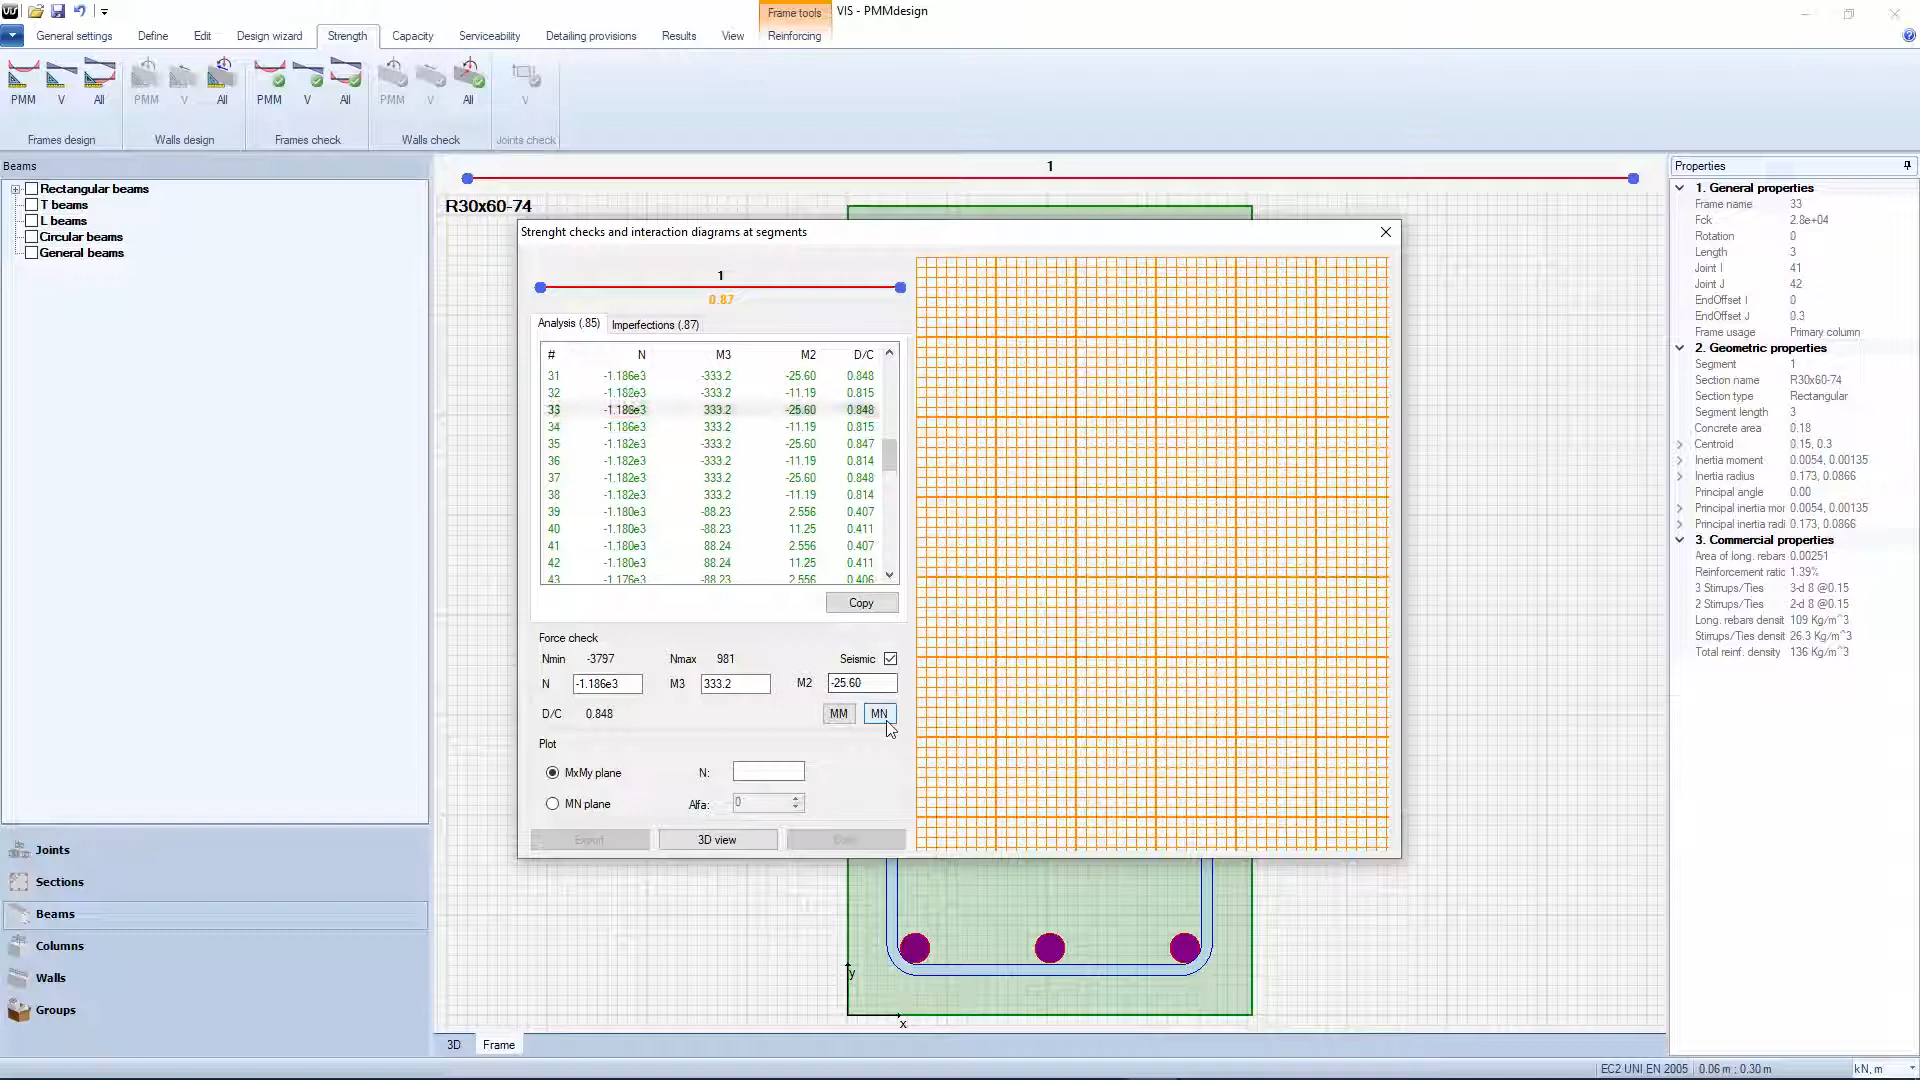 VIS
Frame tools
VIS - PMMdesign
General settings
Define
Edit
Design wizard
Strength
Capacity
Serviceability
Detailing provisions
Results
View
Reinforcing
PMM
V
All
PMM
V
All
PMM
V
All
PMM
V
All
V
Frames design
Walls design
Frames check
Walls check
Joints check
Beams
Rectangular beams
T beams
L beams
Circular beams
General beams
Joints
Sections
Beams
Columns
Walls
Groups
1
R30x60-74
Strenght checks and interaction diagrams at segments
1
0.87
Analysis (.85)
Imperfections (.87)
# N M3 M2 D/C
31 -1.186e3 -333.2 -25.60 0.848
32 -1.182e3 -333.2 -11.19 0.815
33 -1.186e3 333.2 -25.60 0.848
34 -1.186e3 333.2 -11.19 0.815
35 -1.182e3 -333.2 -25.60 0.847
36 -1.182e3 -333.2 -11.19 0.814
37 -1.182e3 333.2 -25.60 0.848
38 -1.182e3 333.2 -11.19 0.814
39 -1.180e3 -88.23 2.556 0.407
40 -1.180e3 -88.23 11.25 0.411
41 -1.180e3 88.24 2.556 0.407
42 -1.180e3 88.24 11.25 0.411
43 -1.176e3 -88.23 2.556 0.406
Copy
Force check
Nmin -3797 Nmax 981 Seismic
N -1.186e3 M3 333.2 M2 -25.60
D/C 0.848 MM MN
Plot
MxMy plane N:
MN plane Alfa: 0
Export 3D view
y
x
3D
Frame
Properties
1. General properties
Frame name 33
Fck 2.8e+04
Rotation 0
Length 3
Joint I 41
Joint J 42
EndOffset I 0
EndOffset J 0.3
Frame usage Primary column
2. Geometric properties
Segment 1
Section name R30x60-74
Section type Rectangular
Segment length 3
Concrete area 0.18
Centroid 0.15, 0.3
Inertia moment 0.0054, 0.00135
Inertia radius 0.173, 0.0866
Principal angle 0.00
Principal inertia mor 0.0054, 0.00135
Principal inertia radi 0.173, 0.0866
3. Commercial properties
Area of long. rebars 0.00251
Reinforcement ratic 1.39%
3 Stirrups/Ties 3-d 8 @0.15
2 Stirrups/Ties 2-d 8 @0.15
Long. rebars densit 109 Kg/m^3
Stirrups/Ties densit 26.3 Kg/m^3
Total reinf. density 136 Kg/m^3
EC2 UNI EN 2005
0.06 m ; 0.30 m
kN, m